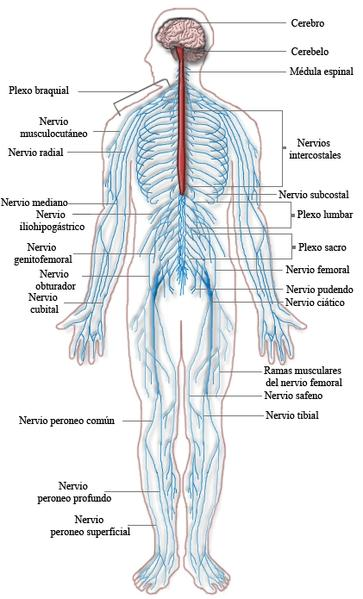 Cerebro
Cerebelo
Médula espinal
Plexo braquial
Nervio
musculocutáneo
Nervio radial
Nervios
intercostales
Nervio mediano
Nervio
iliohipogástrico
Nervio
genitofemoral
Nervio
obturador
Nervio
cubital
Nervio subcostal
Plexo lumbar
Plexo sacro
Nervio femoral
Nervio pudendo
Nervio ciático
Ramas musculares
del nervio femoral
Nervio safeno
Nervio tibial
Nervio peroneo común
Nervio
peroneo profundo
Nervio
peroneo superficial